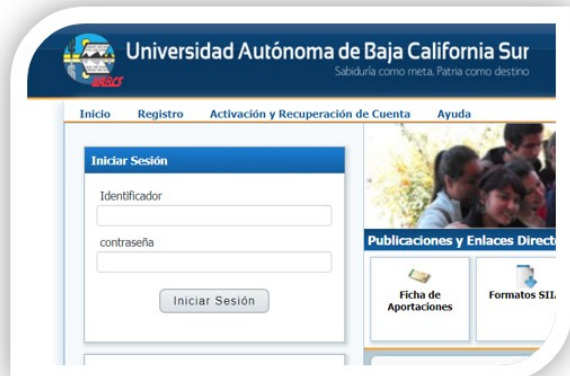 Universidad Autónoma de Baja California Sur
Sabiduría como meta, Patria como destino
UABCS
Inicio Registro Activación y Recuperación de Cuenta Ayuda
Iniciar Sesión
Identificador
contraseña
Iniciar Sesión
Publicaciones y Enlaces Direct
Ficha de
Aportaciones
Formatos SII